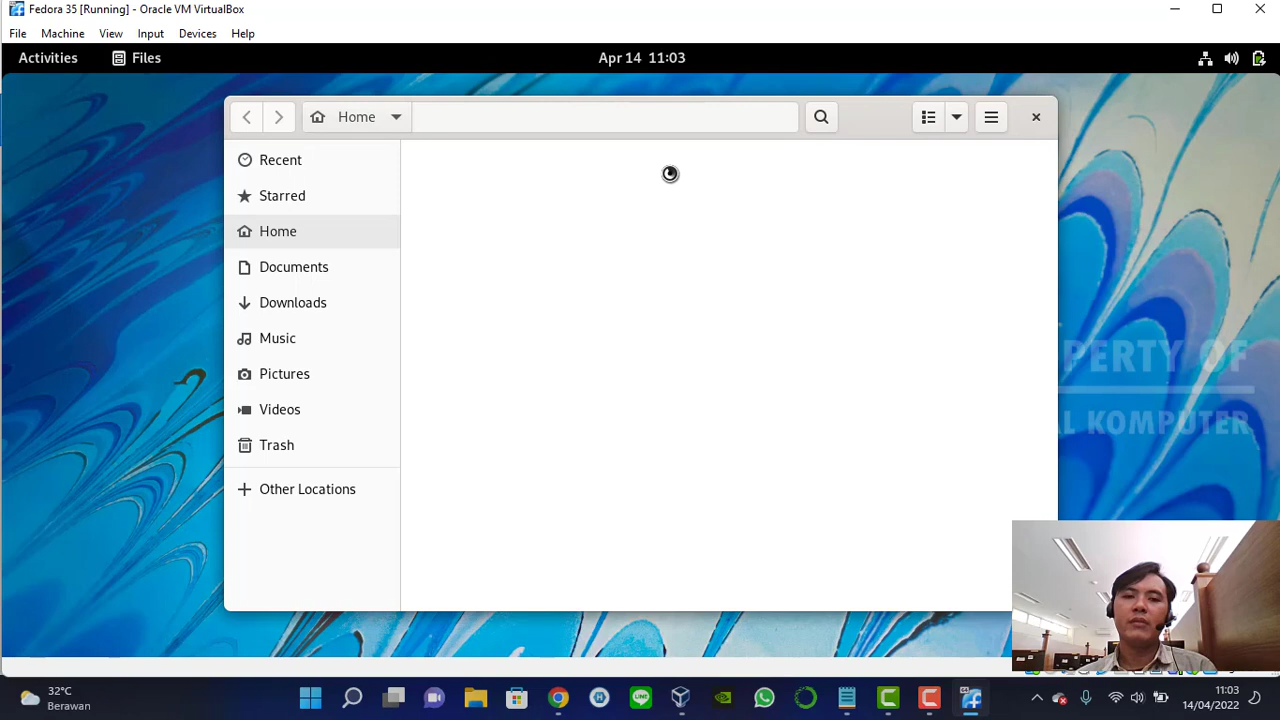 Fedora 35 [Running] - Oracle VM VirtualBox
File Machine View Input Devices Help
Activities Files Apr 14 11:03
Home
Recent
Starred
Home
Documents
Downloads
Music
Pictures
Videos
Trash
Other Locations
PERTY OF
AL KOMPUTER
32°C
Berawan
11:03
14/04/2022